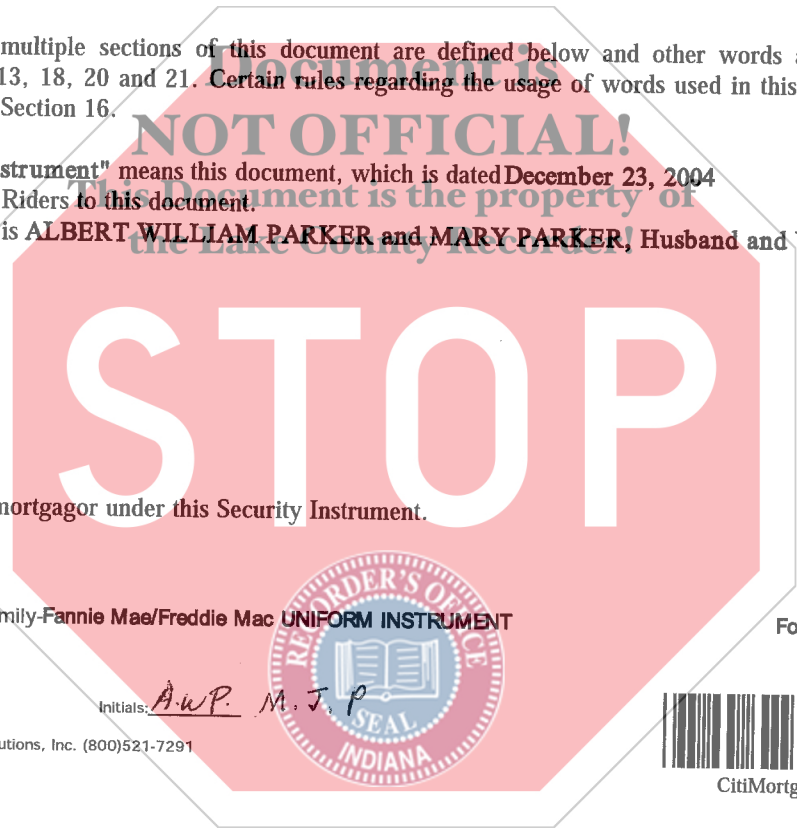 multiple sections of this document are defined below and other words
Document is
13, 18, 20 and 21. Certain rules regarding the usage of words used in this
Section 16.
NOT OFFICIAL!
strument" means this document, which is dated December 23, 2004
This Document is the property of
Riders to this document.
is ALBERT WILLIAM PARKER and MARY PARKER, Husband and
the Lake County Recorder!
STOP
mortgagor under this Security Instrument.
RECORDER'S OFFICE
mily-Fannie Mae/Freddie Mac UNIFORM INSTRUMENT
Fo
Initials: A.W.P. M.J.P
SEAL
INDIANA
utions, Inc. (800)521-7291
CitiMortg